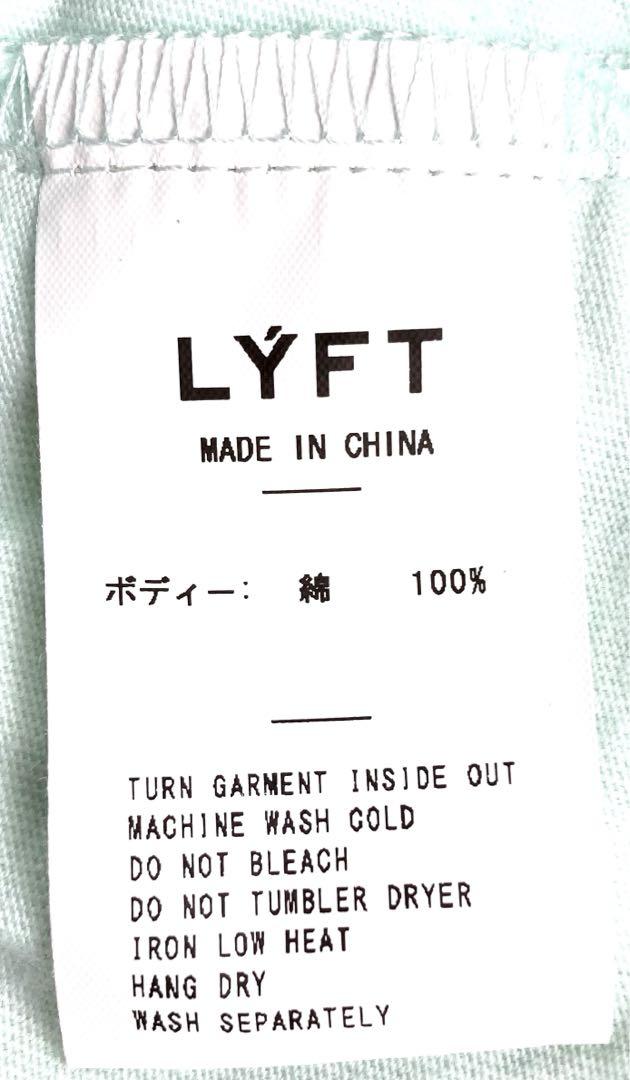 LÝFT
MADE IN CHINA
ボディー: 綿 100%
TURN GARMENT INSIDE OUT
MACHINE WASH COLD
DO NOT BLEACH
DO NOT TUMBLER DRYER
IRON LOW HEAT
HANG DRY
WASH SEPARATELY